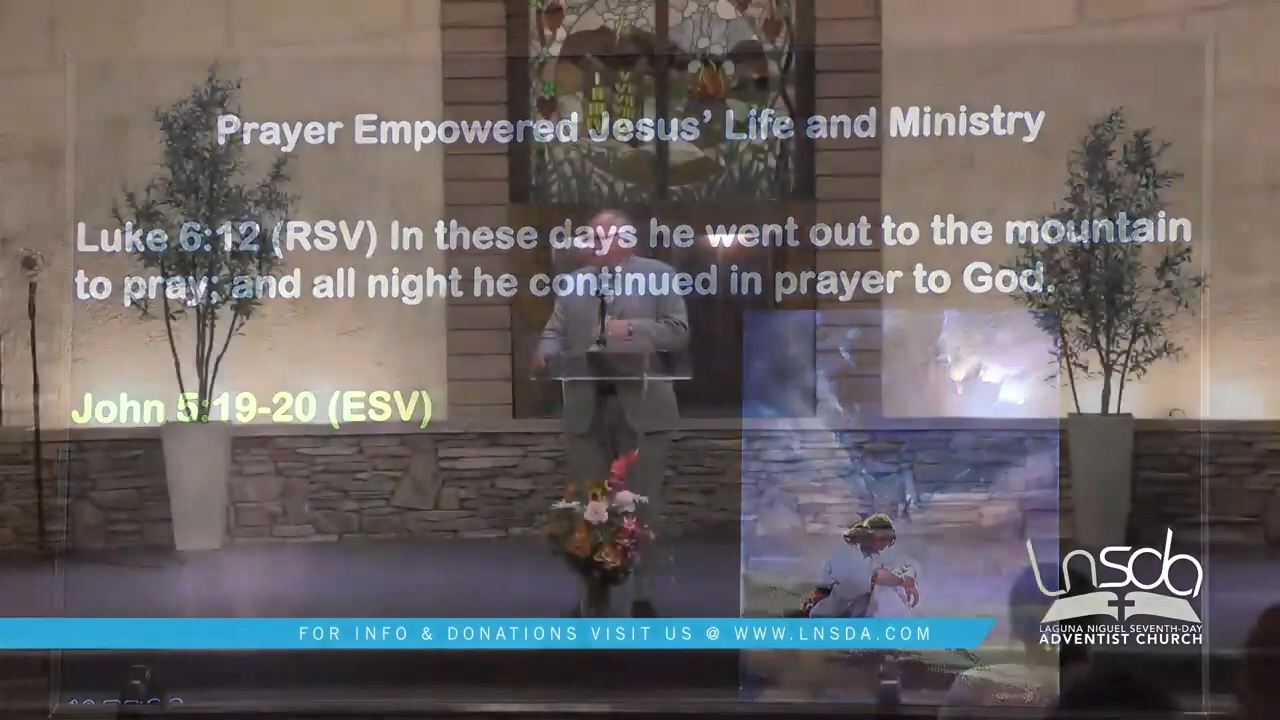 Prayer Empowered Jesus' Life and Ministry
Luke 6:12 (RSV) In these days he went out to the mountain
to pray; and all night he continued in prayer to God.
John 5:19-20 (ESV)
lnsda
LAGUNA NIGUEL SEVENTH-DAY
ADVENTIST CHURCH
FOR INFO & DONATIONS VISIT US @ WWW.LNSDA.COM